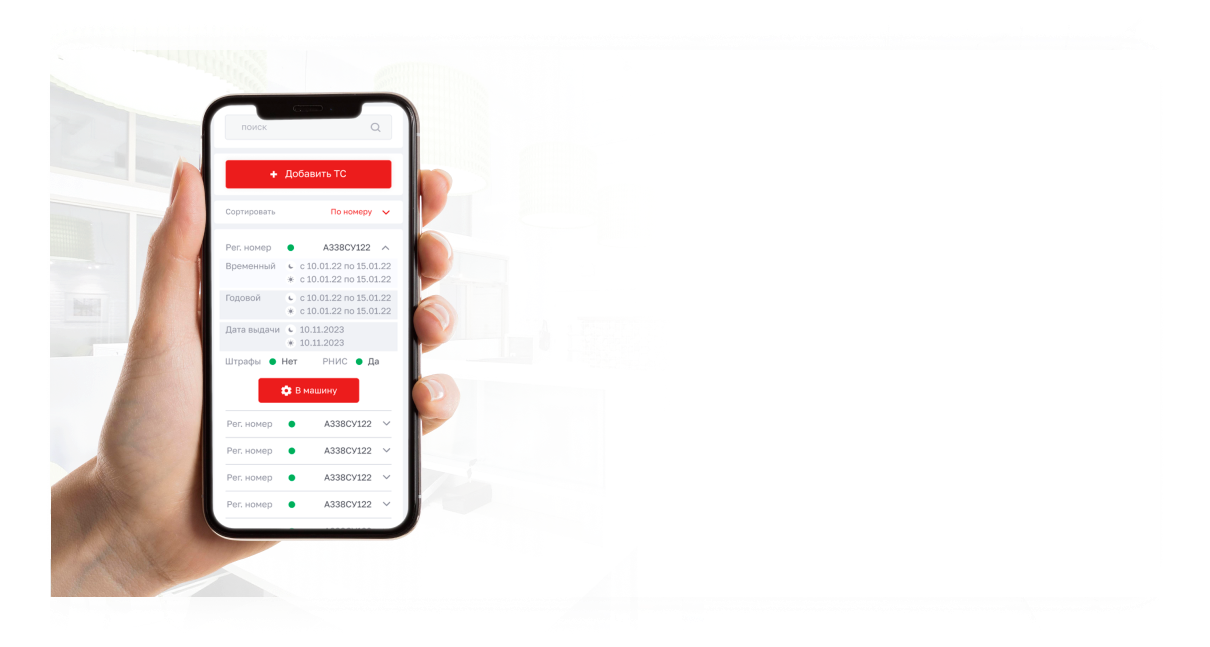 поиск
+ Добавить ТС
Сортировать По номеру
Рег. номер А338СУ122
Временный с 10.01.22 по 15.01.22
с 10.01.22 по 15.01.22
Годовой с 10.01.22 по 15.01.22
с 10.01.22 по 15.01.22
Дата выдачи 10.11.2023
10.11.2023
Штрафы Нет РНИС Да
В машину
Рег. номер А338СУ122
Рег. номер А338СУ122
Рег. номер А338СУ122
Рег. номер А338СУ122